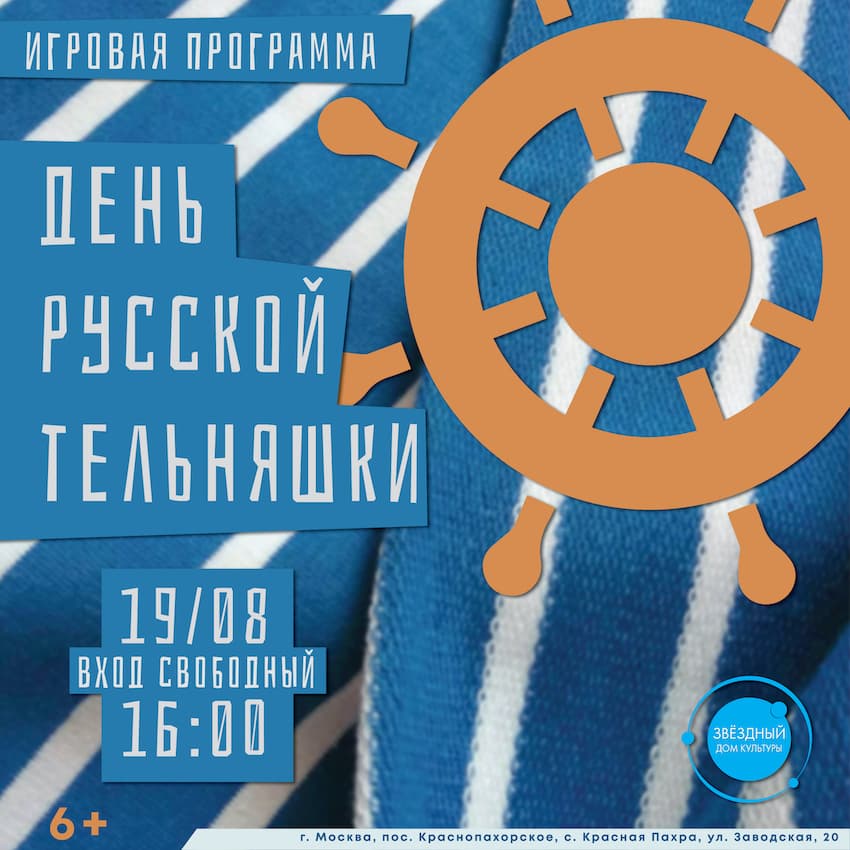 ИГРОВАЯ ПРОГРАММА
ДЕНЬ
РУССКОЙ
ТЕЛЬНЯШКИ
19/08
ВХОД СВОБОДНЫЙ
16:00
ЗВЁЗДНЫЙ
ДОМ КУЛЬТУРЫ
6+
г. Москва, пос. Краснопахорское, с. Красная Пахра, ул. Заводская, 20